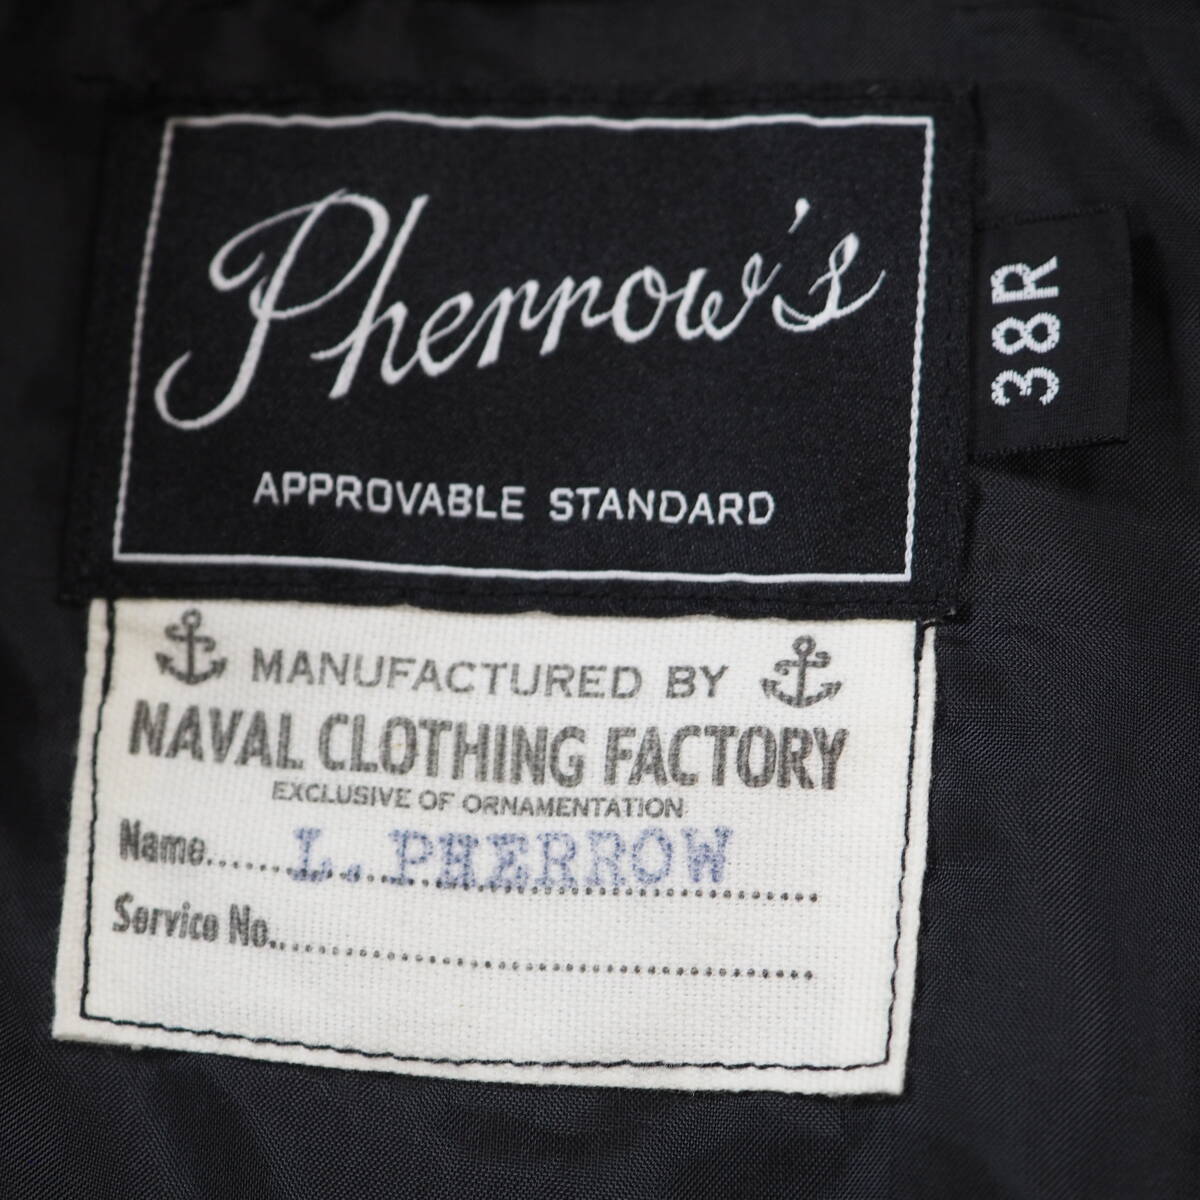 Pherrow's
APPROVABLE STANDARD
38R
MANUFACTURED BY
NAVAL CLOTHING FACTORY
EXCLUSIVE OF ORNAMENTATION
Name......L. PHERROW..........
Service No...............................